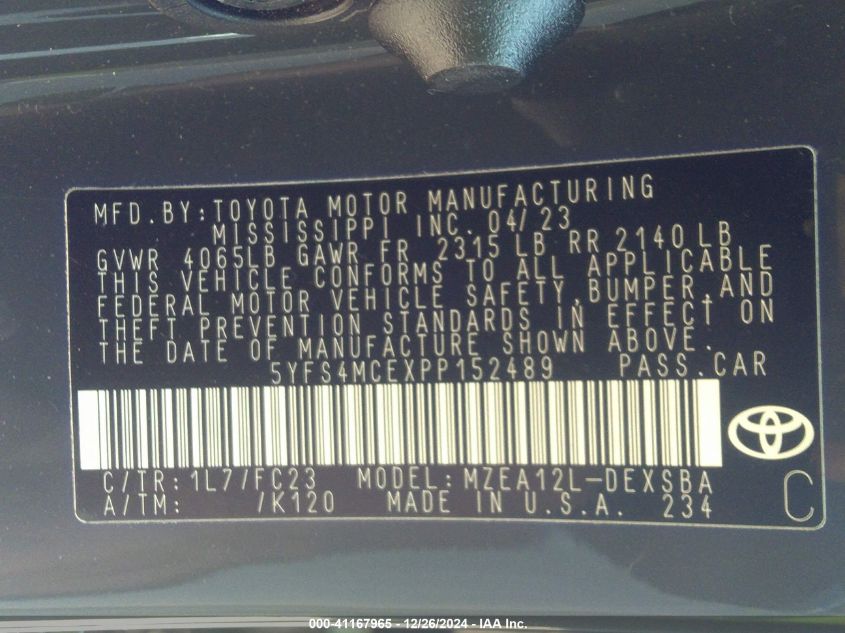 MFD.BY:TOYOTA MOTOR MANUFACTURING
MISSISSIPPI INC. 04/23
GVWR 4065LB GAWR FR 2315 LB RR 2140 LB
THIS VEHICLE CONFORMS TO ALL APPLICABLE
FEDERAL MOTOR VEHICLE SAFETY,BUMPER,AND
THEFT PREVENTION STANDARDS IN EFFECT ON
THE DATE OF MANUFACTURE SHOWN ABOVE.
5YFS4MCEXPP152489 PASS.CAR
C/TR: 1L7/FC23 MODEL: MZEA12L-DEXSBA
A/TM: /K120 MADE IN U.S.A. 234
C
000-41167965 - 12/26/2024 - IAA Inc.